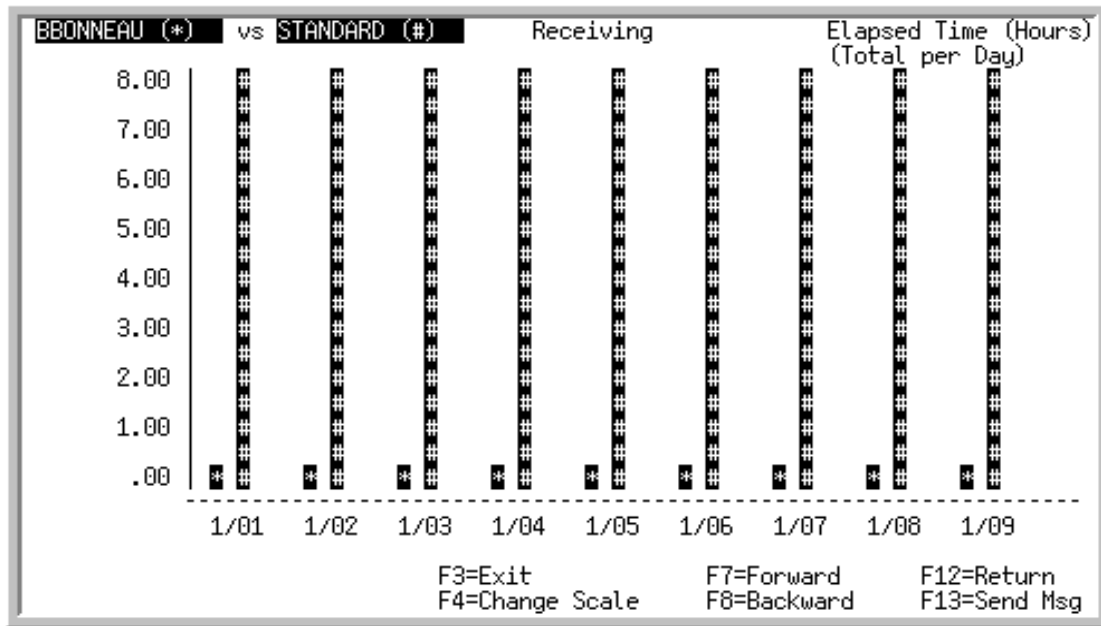 BBONNEAU (*) vs STANDARD (#) Receiving Elapsed Time (Hours)
(Total per Day)
8.00 # # # # # # # # #
# # # # # # # # #
7.00 # # # # # # # # #
# # # # # # # # #
6.00 # # # # # # # # #
# # # # # # # # #
5.00 # # # # # # # # #
# # # # # # # # #
4.00 # # # # # # # # #
# # # # # # # # #
3.00 # # # # # # # # #
# # # # # # # # #
2.00 # # # # # # # # #
# # # # # # # # #
1.00 # # # # # # # # #
# # # # # # # # #
.00 * # * # * # * # * # * # * # * # * #
1/01 1/02 1/03 1/04 1/05 1/06 1/07 1/08 1/09
F3=Exit F7=Forward F12=Return
F4=Change Scale F8=Backward F13=Send Msg